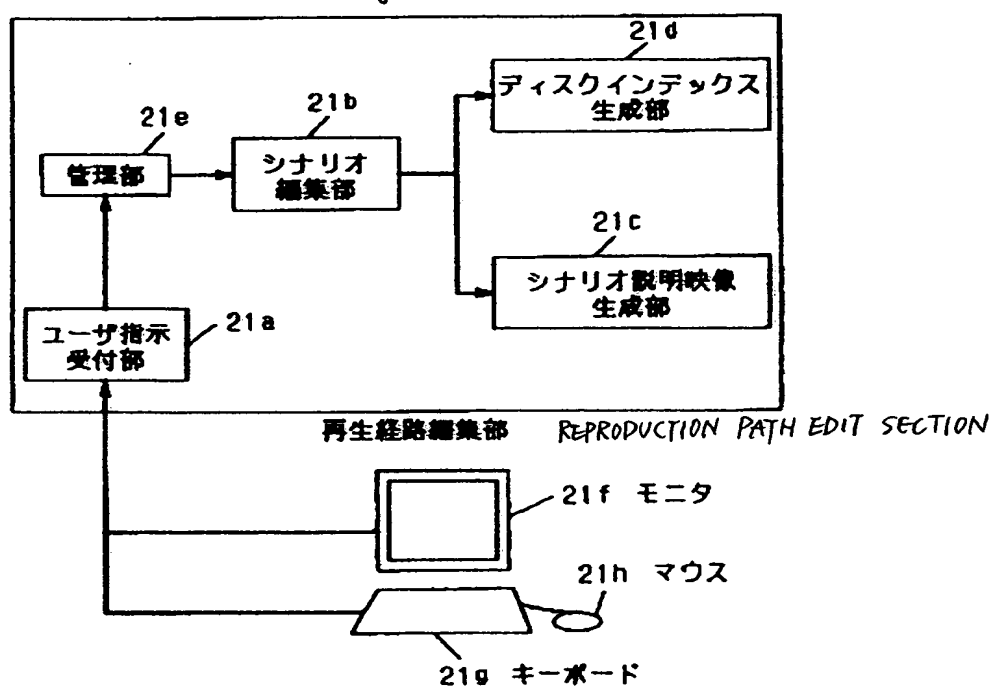 21d
ディスクインデックス
生成部
21b
21e
シナリオ
編集部
管理部
21c
シナリオ説明映像
生成部
21a
ユーザ指示
受付部
再生経路編集部 REPRODUCTION PATH EDIT SECTION
21f モニタ
21h マウス
21g キーボード